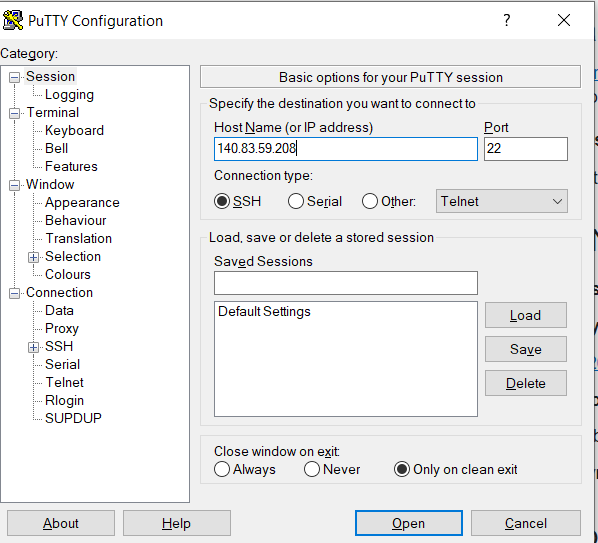 PuTTY Configuration
?
Category:
Session
Logging
Terminal
Keyboard
Bell
Features
Window
Appearance
Behaviour
Translation
Selection
Colours
Connection
Data
Proxy
SSH
Serial
Telnet
Rlogin
SUPDUP
Basic options for your PuTTY session
Specify the destination you want to connect to
Host Name (or IP address) Port
140.83.59.208 22
Connection type:
SSH Serial Other: Telnet
Load, save or delete a stored session
Saved Sessions
Default Settings
Load
Save
Delete
Close window on exit:
Always Never Only on clean exit
About Help Open Cancel